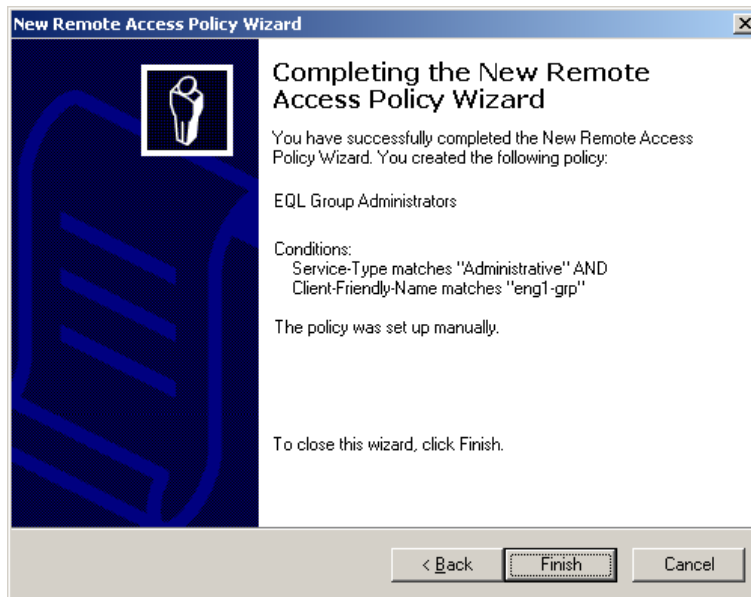 New Remote Access Policy Wizard
Completing the New Remote
Access Policy Wizard
You have successfully completed the New Remote Access
Policy Wizard. You created the following policy:
EQL Group Administrators
Conditions:
Service-Type matches "Administrative" AND
Client-Friendly-Name matches "eng1-grp"
The policy was set up manually.
To close this wizard, click Finish.
< Back
Finish
Cancel